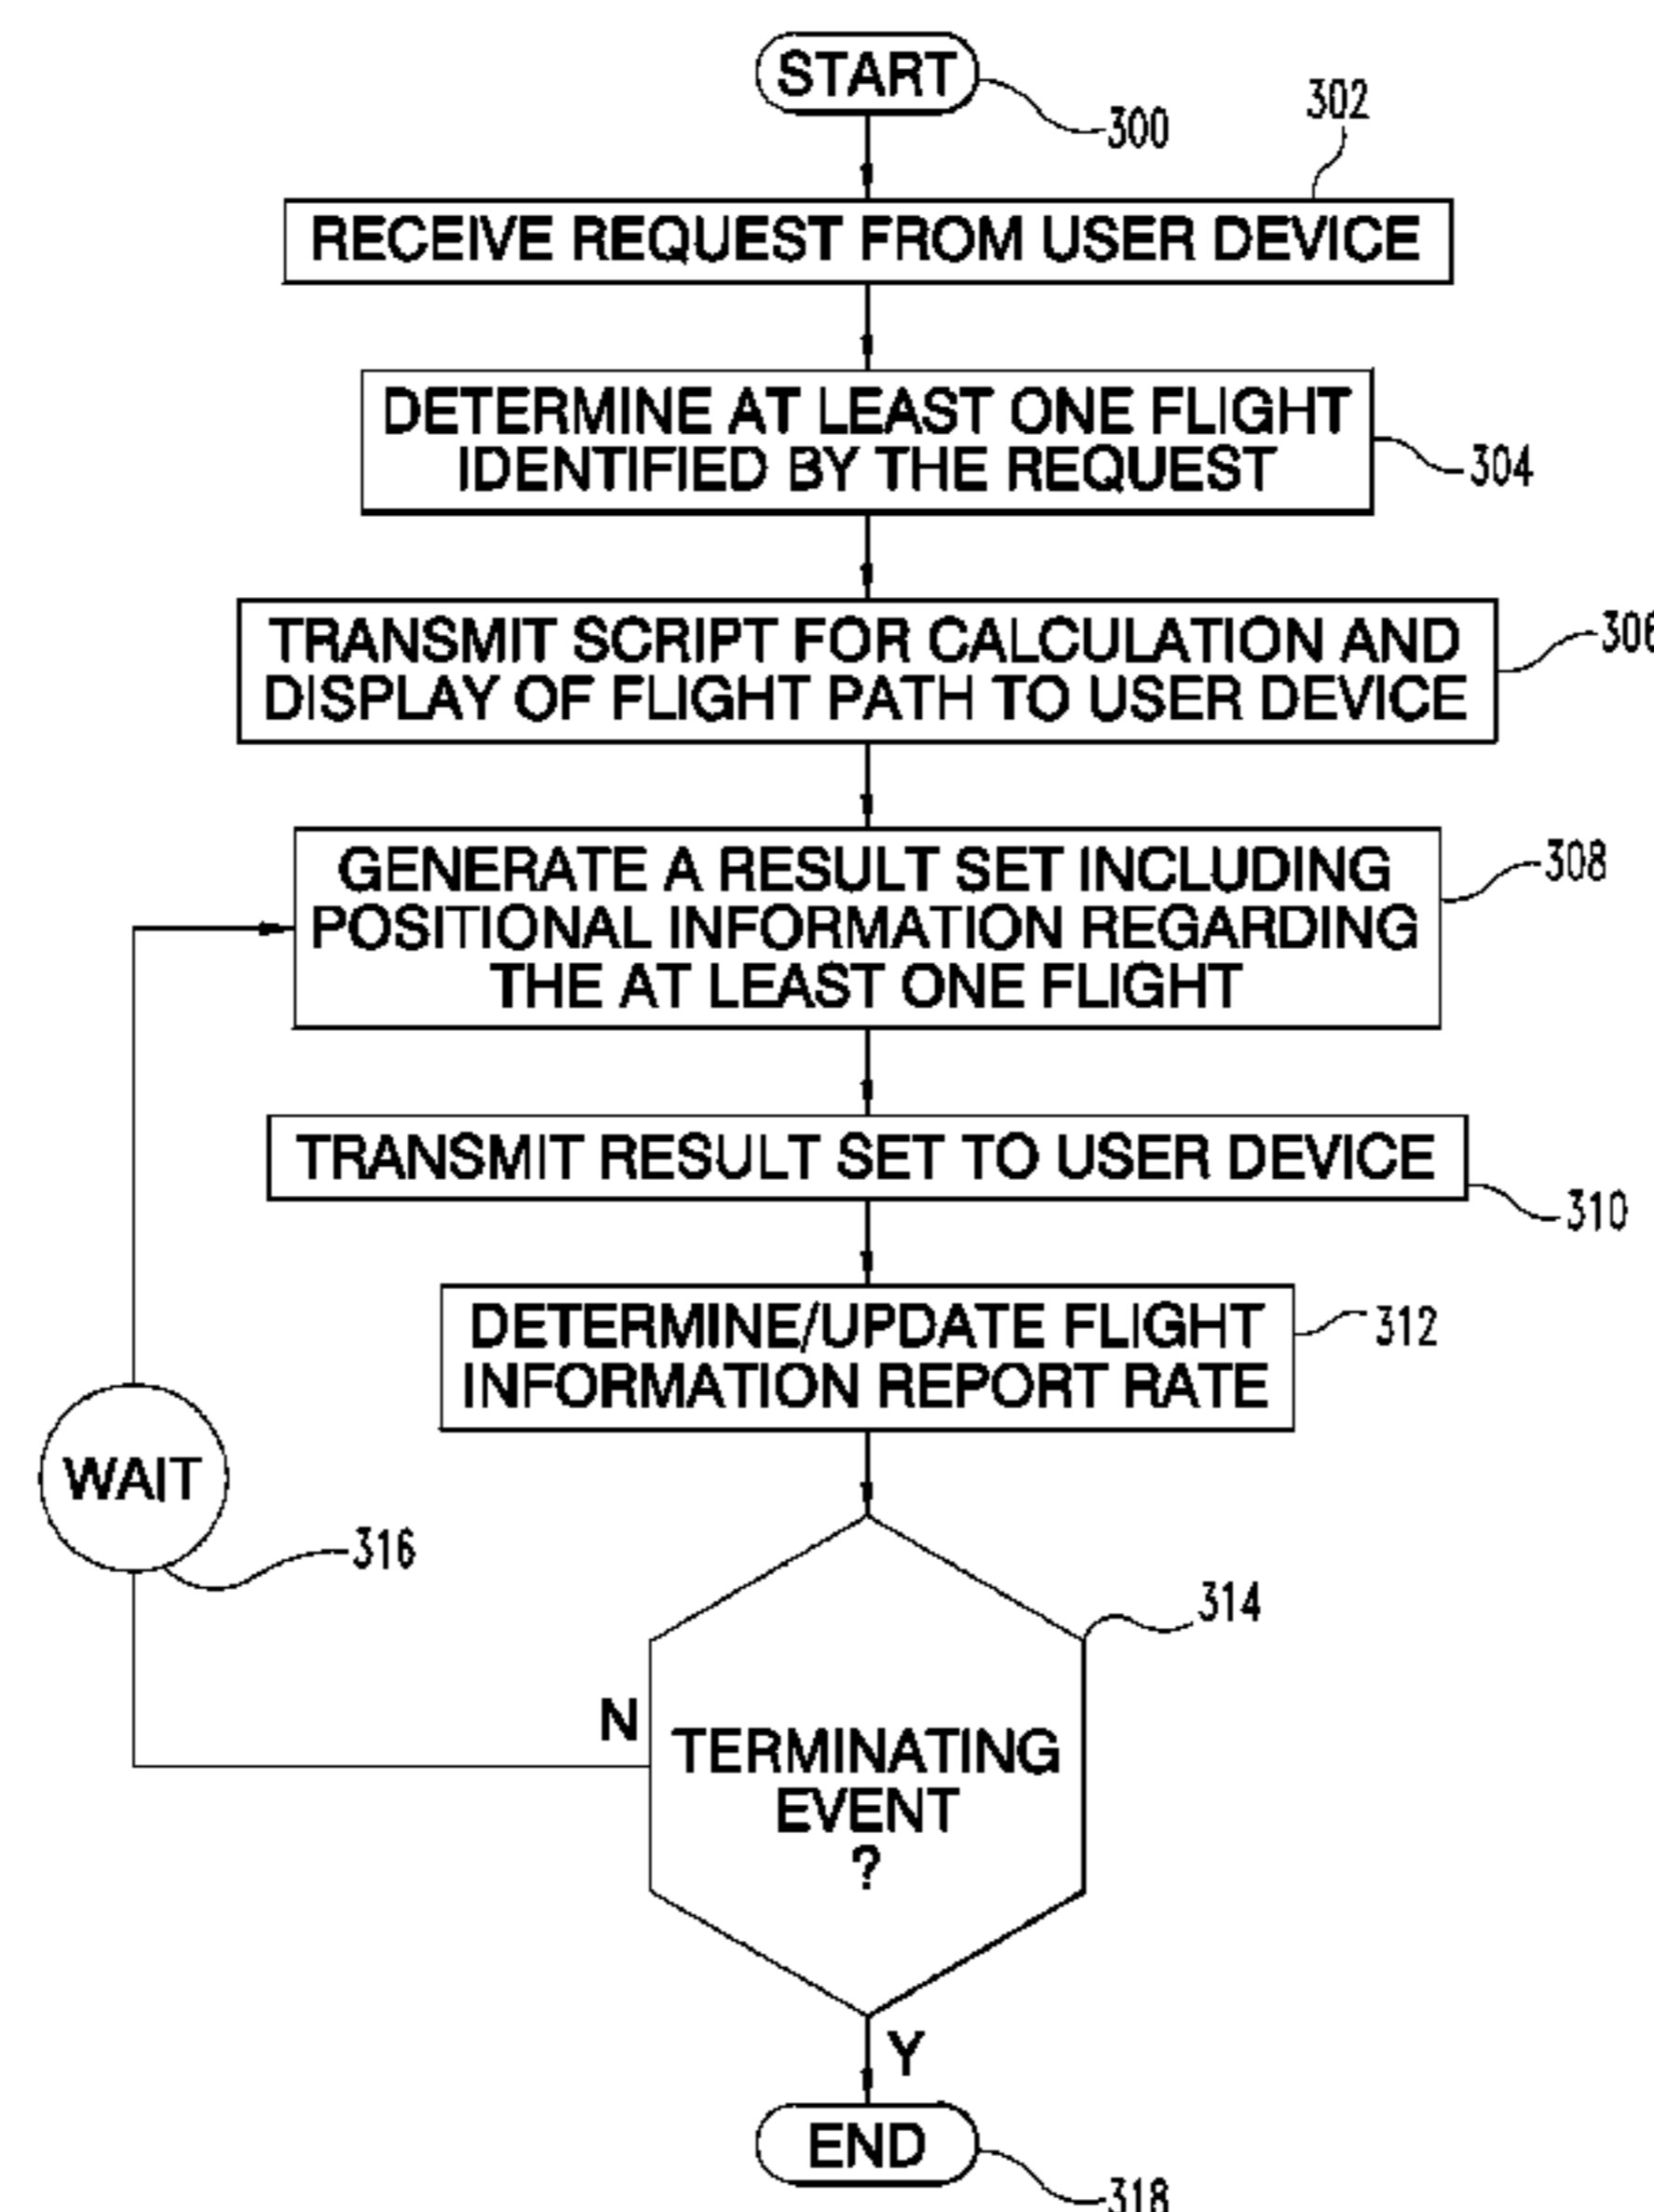 START
300
302
RECEIVE REQUEST FROM USER DEVICE
DETERMINE AT LEAST ONE FLIGHT
IDENTIFIED BY THE REQUEST
304
TRANSMIT SCRIPT FOR CALCULATION AND
DISPLAY OF FLIGHT PATH TO USER DEVICE
306
GENERATE A RESULT SET INCLUDING
POSITIONAL INFORMATION REGARDING
THE AT LEAST ONE FLIGHT
308
TRANSMIT RESULT SET TO USER DEVICE
310
DETERMINE/UPDATE FLIGHT
INFORMATION REPORT RATE
312
WAIT
316
314
N
TERMINATING
EVENT
?
Y
END
318